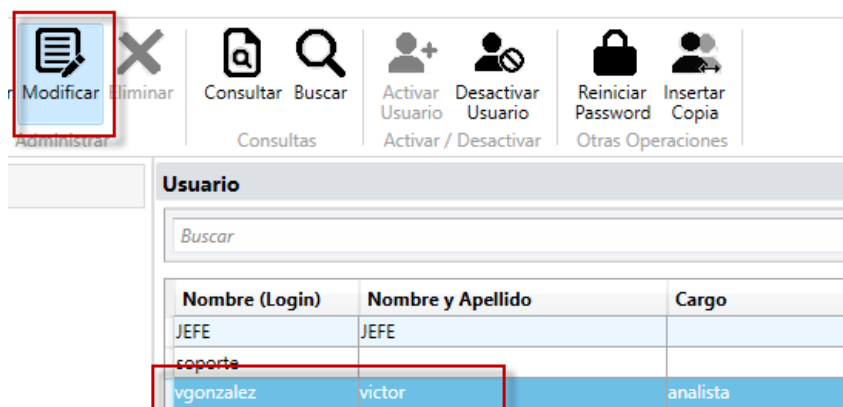 r Modificar Eliminar Consultar Buscar Activar Usuario Desactivar Usuario Reiniciar Password Insertar Copia
Administrar Consultas Activar / Desactivar Otras Operaciones
Usuario
Buscar
Nombre (Login) Nombre y Apellido Cargo
JEFE JEFE
soporte
vgonzalez victor analista